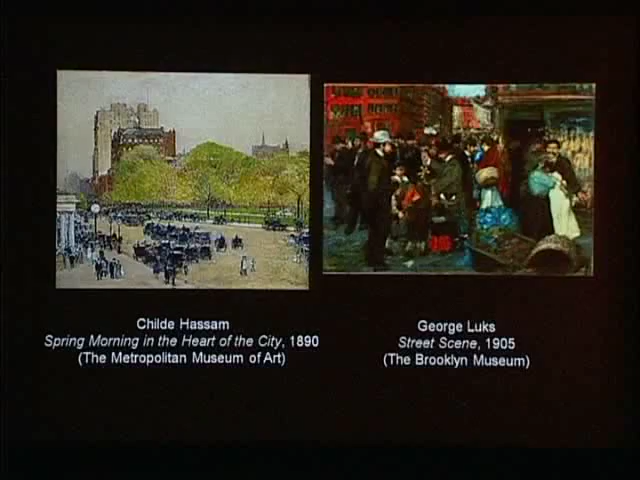 Childe Hassam
Spring Morning in the Heart of the City, 1890
(The Metropolitan Museum of Art)
George Luks
Street Scene, 1905
(The Brooklyn Museum)